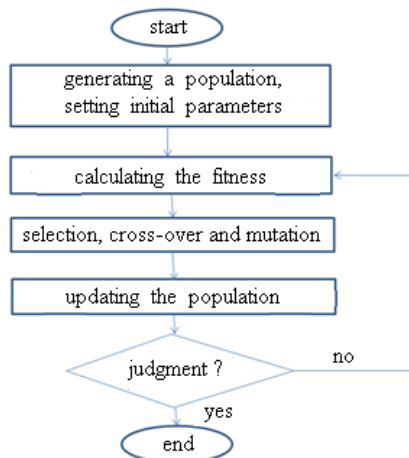 start
generating a population,
setting initial parameters
calculating the fitness
selection, cross-over and mutation
updating the population
judgment ?
no
yes
end